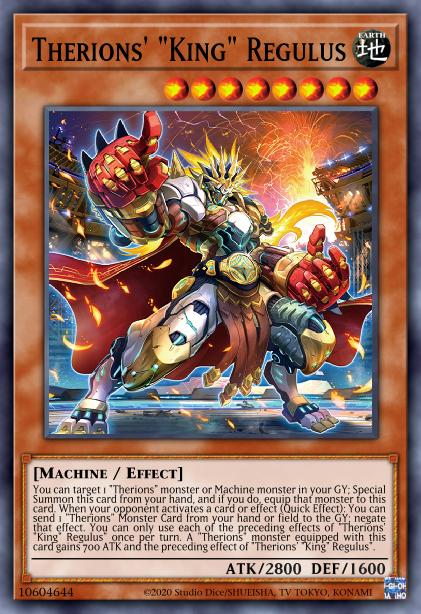 THERIONS' "KING" REGULUS
EARTH
地
[MACHINE / EFFECT]
You can target 1 "Therions" monster or Machine monster in your GY; Special
Summon this card from your hand, and if you do, equip that monster to this
card. When your opponent activates a card or effect (Quick Effect): You can
send 1 "Therions" Monster Card from your hand or field to the GY; negate
that effect. You can only use each of the preceding effects of "Therions'
"King" Regulus" once per turn. A "Therions" monster equipped with this
card gains 700 ATK and the preceding effect of "Therions' "King" Regulus".
ATK/2800 DEF/1600
10604644
©2020 Studio Dice/SHUEISHA, TV TOKYO, KONAMI